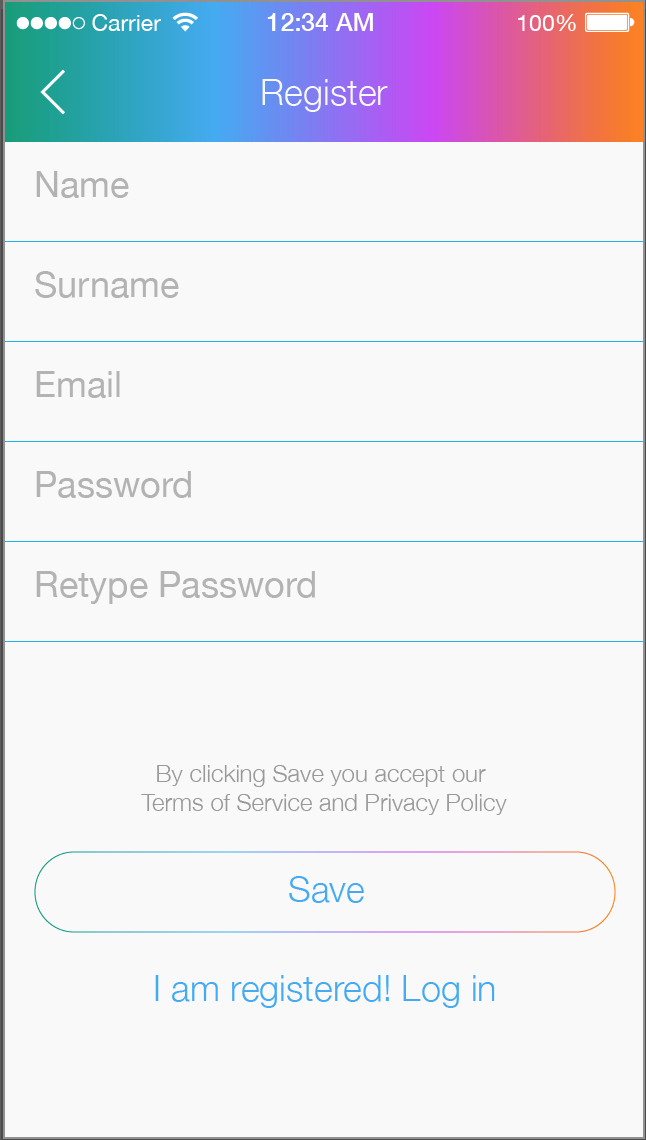 Carrier 12:34 AM 100%
Register
Name
Surname
Email
Password
Retype Password
By clicking Save you accept our
Terms of Service and Privacy Policy
Save
I am registered! Log in